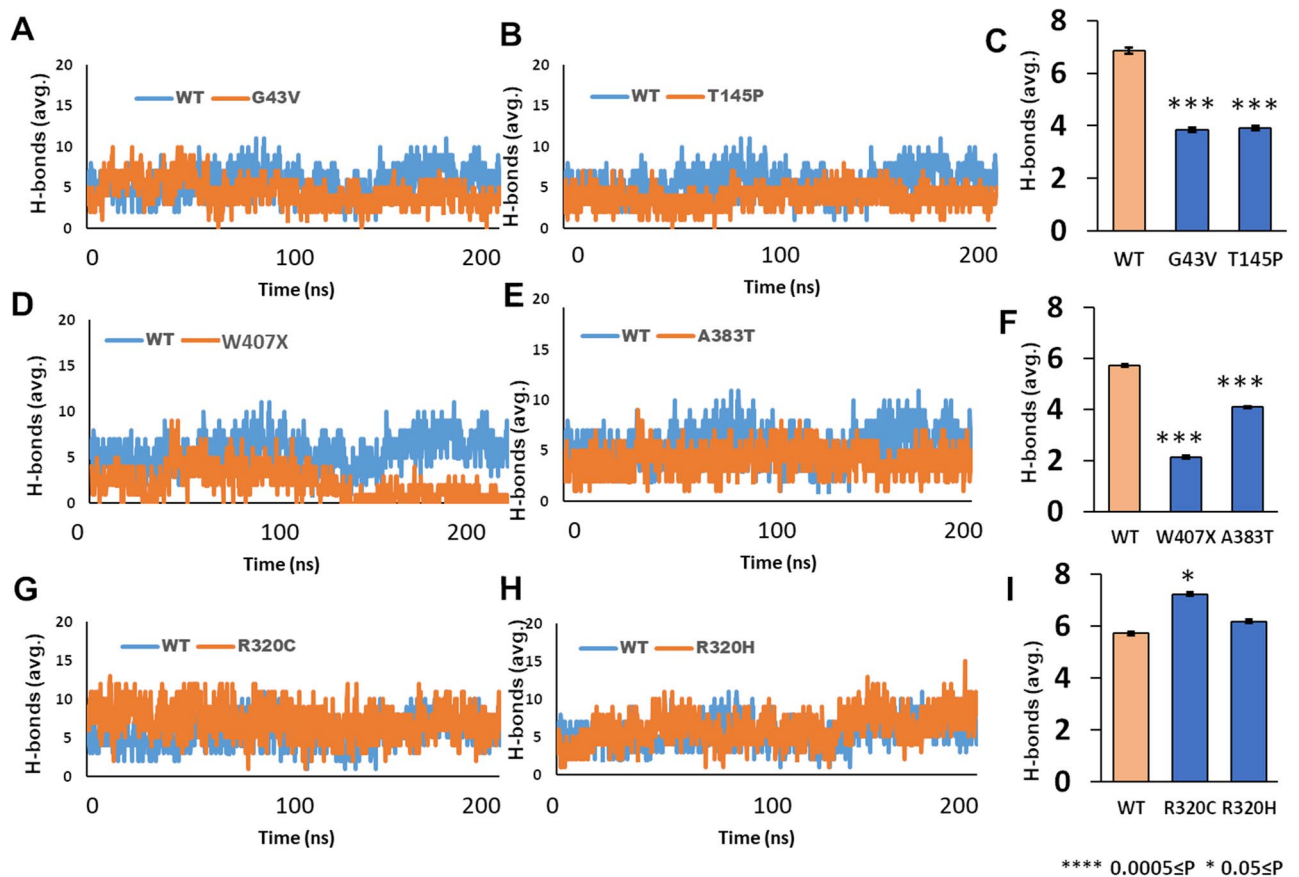 A
20
15
10
5
0
H-bonds (avg.)
WT G43V
0 100 200
Time (ns)
B
20
15
10
5
0
H-bonds (avg.)
WT T145P
0 100 200
Time (ns)
C
8
6
4
2
0
H-bonds (avg.)
*** ***
WT G43V T145P
D
20
15
10
5
0
H-bonds (avg.)
WT W407X
0 100 200
Time (ns)
E
20
15
10
5
0
H-bonds (avg.)
WT A383T
0 100 200
Time (ns)
F
8
6
4
2
0
H-bonds (avg.)
*** ***
WT W407X A383T
G
20
15
10
5
0
H-bonds (avg.)
WT R320C
0 100 200
Time (ns)
H
20
15
10
5
0
H-bonds (avg.)
WT R320H
0 100 200
Time (ns)
I
8
6
4
2
0
H-bonds (avg.)
*
WT R320C R320H
**** 0.0005≤P * 0.05≤P